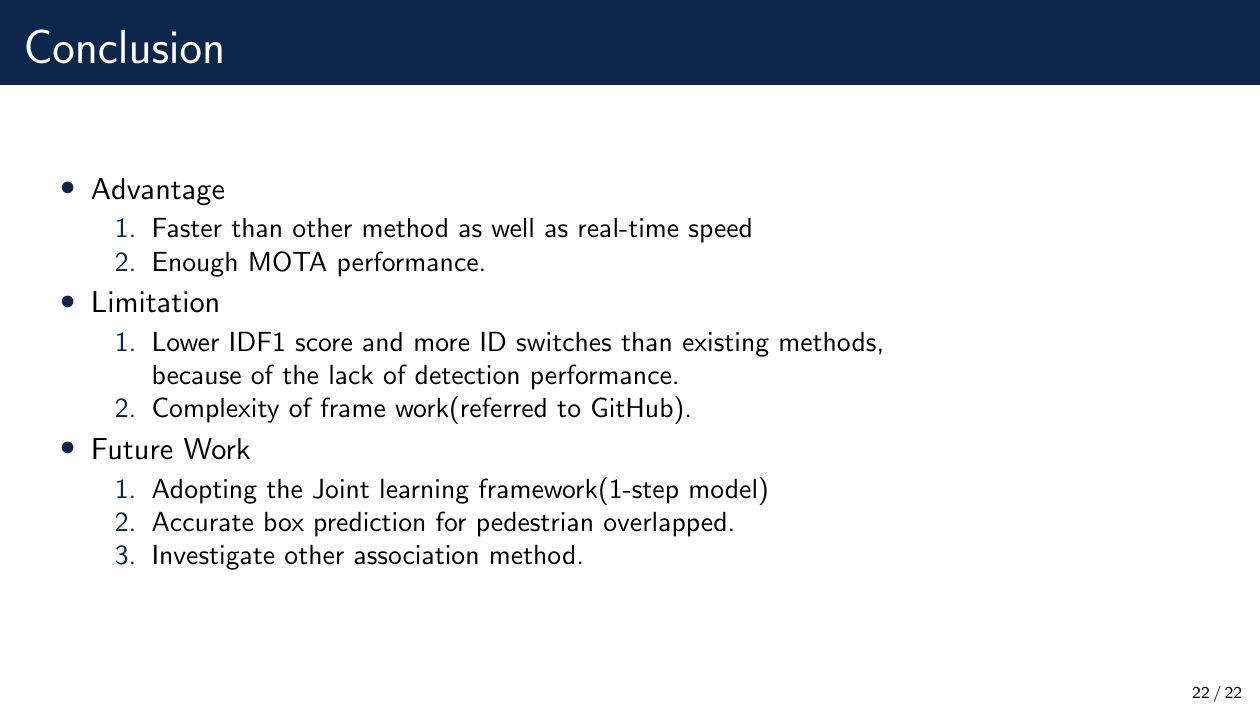 Conclusion
• Advantage
1. Faster than other method as well as real-time speed
2. Enough MOTA performance.
• Limitation
1. Lower IDF1 score and more ID switches than existing methods,
because of the lack of detection performance.
2. Complexity of frame work(referred to GitHub).
• Future Work
1. Adopting the Joint learning framework(1-step model)
2. Accurate box prediction for pedestrian overlapped.
3. Investigate other association method.
22 / 22